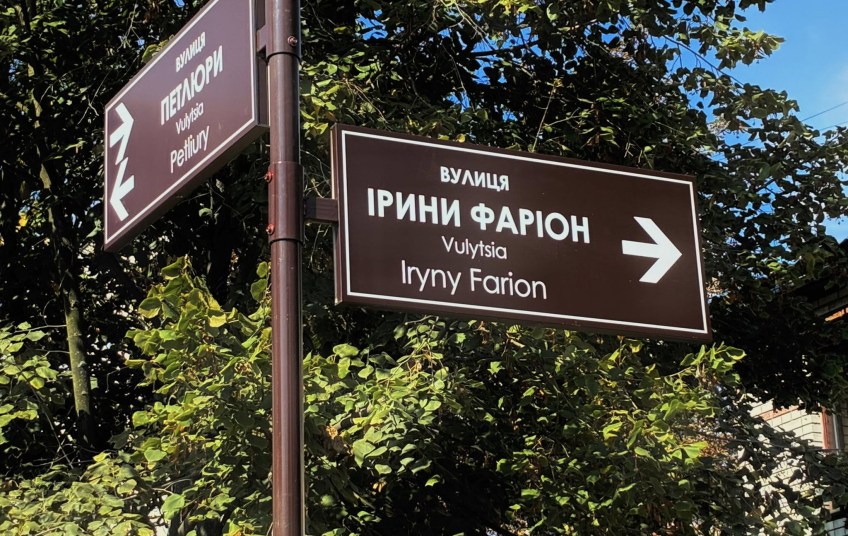 ВУЛИЦЯ
ПЕТЛЮРИ
Vulytsia
Petliury
ВУЛИЦЯ
ІРИНИ ФАРІОН
Vulytsia
Iryny Farion